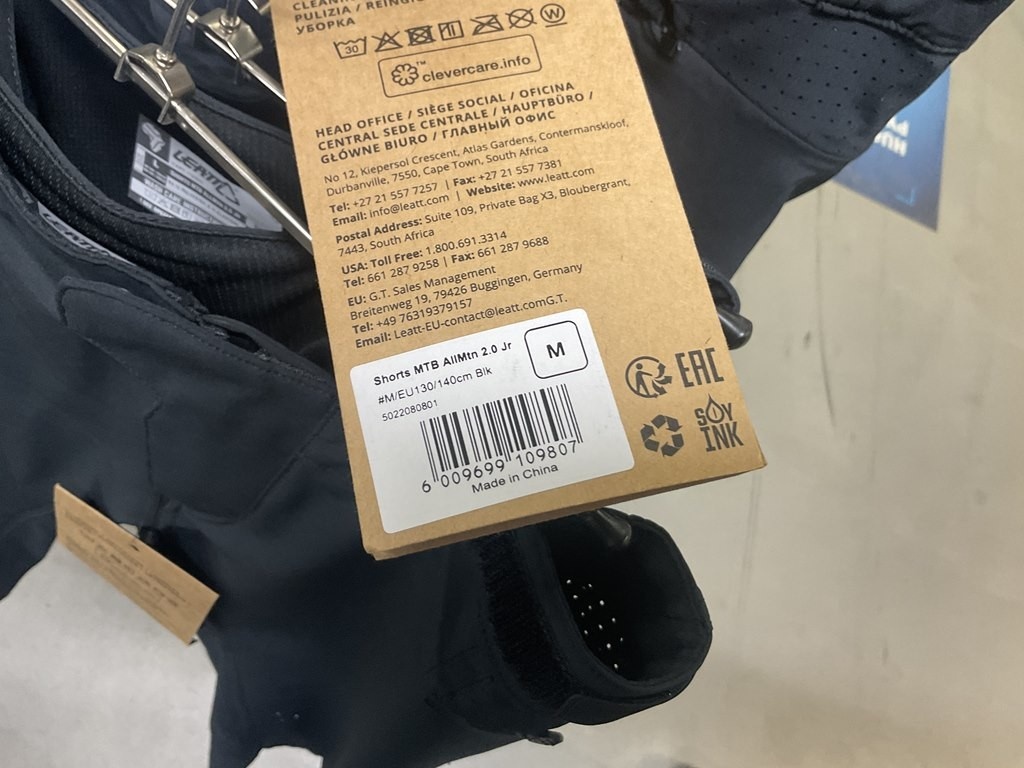 PULIZIA / REINIG
УБОРКА
30
W
clevercare.info
HEAD OFFICE / SIÈGE SOCIAL / OFICINA
CENTRAL SEDE CENTRALE / HAUPTBÜRO /
GŁÓWNE BIURO / ГЛАВНЫЙ ОФИС
No 12, Kiepersol Crescent, Atlas Gardens, Contermanskloof,
Durbanville, 7550, Cape Town, South Africa
Tel: +27 21 557 7257 | Fax: +27 21 557 7381
Email: info@leatt.com | Website: www.leatt.com
Postal Address: Suite 109, Private Bag X3, Bloubergrant,
7443, South Africa
USA: Toll Free: 1.800.691.3314
Tel: 661 287 9258 | Fax: 661 287 9688
EU: G.T. Sales Management
Breitenweg 19, 79426 Buggingen, Germany
Tel: +49 76319379157
Email: Leatt-EU-contact@leatt.comG.T.
Shorts MTB AllMtn 2.0 Jr
#M/EU130/140cm Blk
5022080801
M
6 009699 109807
Made in China
EAC
SOY
INK
LEATT
L